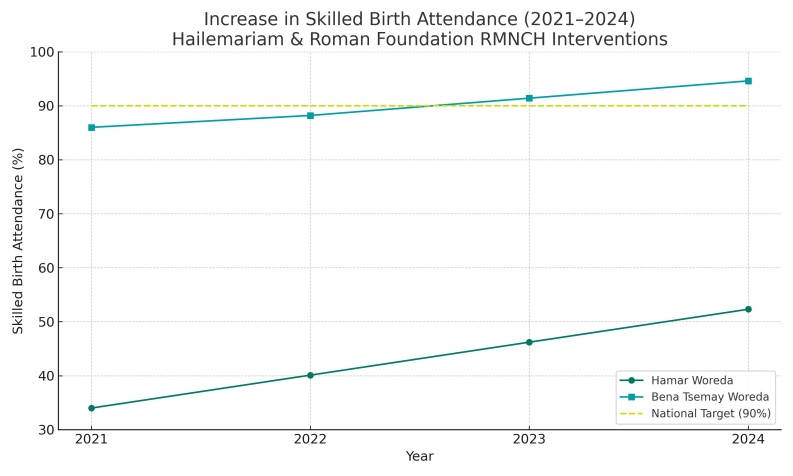 Increase in Skilled Birth Attendance (2021–2024)
Hailemariam & Roman Foundation RMNCH Interventions
Skilled Birth Attendance (%)
100
90
80
70
60
50
40
30
2021
2022
2023
2024
Year
Hamar Woreda
Bena Tsemay Woreda
National Target (90%)